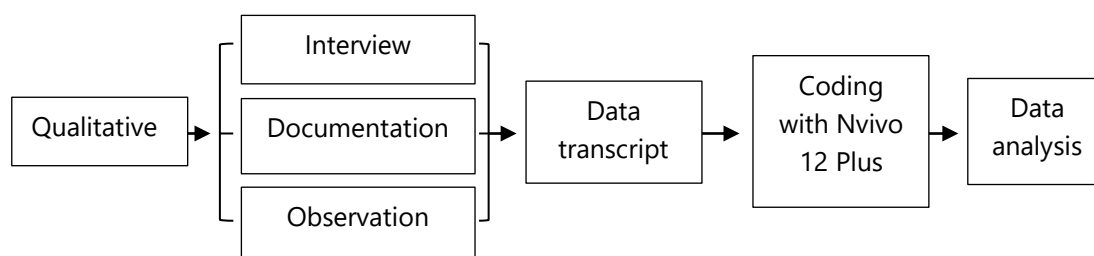 Qualitative
Interview
Documentation
Observation
Data
transcript
Coding
with Nvivo
12 Plus
Data
analysis